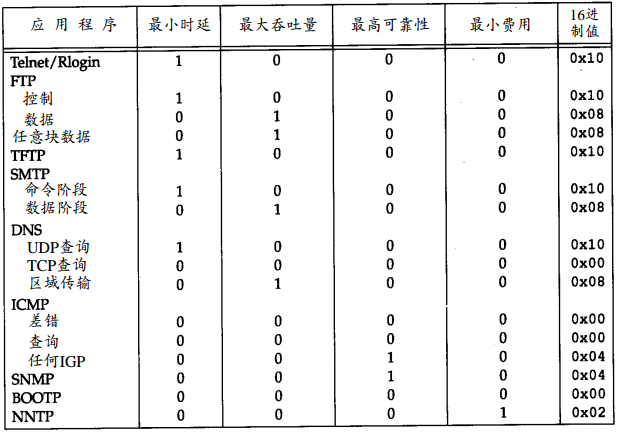 应用程序 最小时延 最大吞吐量 最高可靠性 最小费用 16进制值
Telnet/Rlogin 1 0 0 0 0x10
FTP
控制 1 0 0 0 0x10
数据 0 1 0 0 0x08
任意块数据 0 1 0 0 0x08
TFTP 1 0 0 0 0x10
SMTP
命令阶段 1 0 0 0 0x10
数据阶段 0 1 0 0 0x08
DNS
UDP查询 1 0 0 0 0x10
TCP查询 0 0 0 0 0x00
区域传输 0 1 0 0 0x08
ICMP
差错 0 0 0 0 0x00
查询 0 0 0 0 0x00
任何IGP 0 0 1 0 0x04
SNMP 0 0 1 0 0x04
BOOTP 0 0 0 0 0x00
NNTP 0 0 0 1 0x02